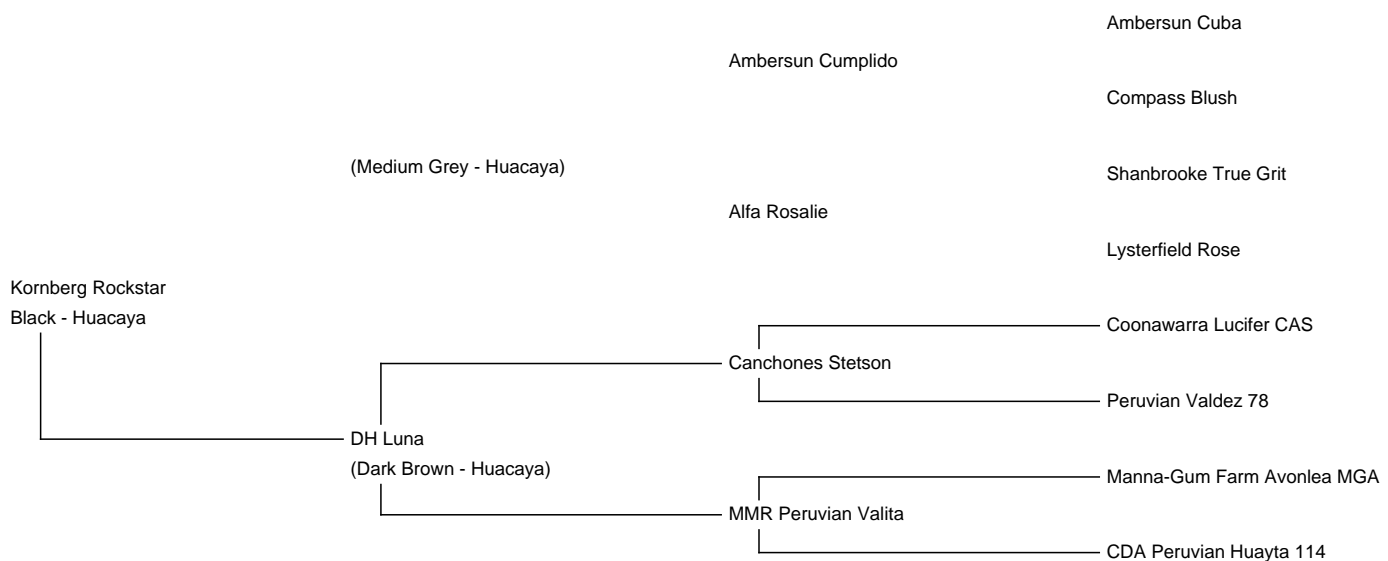 Ambersun Cuba
Ambersun Cumplido
Compass Blush
(Medium Grey - Huacaya)
Shanbrooke True Grit
Alfa Rosalie
Lysterfield Rose
Kornberg Rockstar
Black - Huacaya
Coonawarra Lucifer CAS
Canchones Stetson
Peruvian Valdez 78
DH Luna
(Dark Brown - Huacaya)
Manna-Gum Farm Avonlea MGA
MMR Peruvian Valita
CDA Peruvian Huayta 114